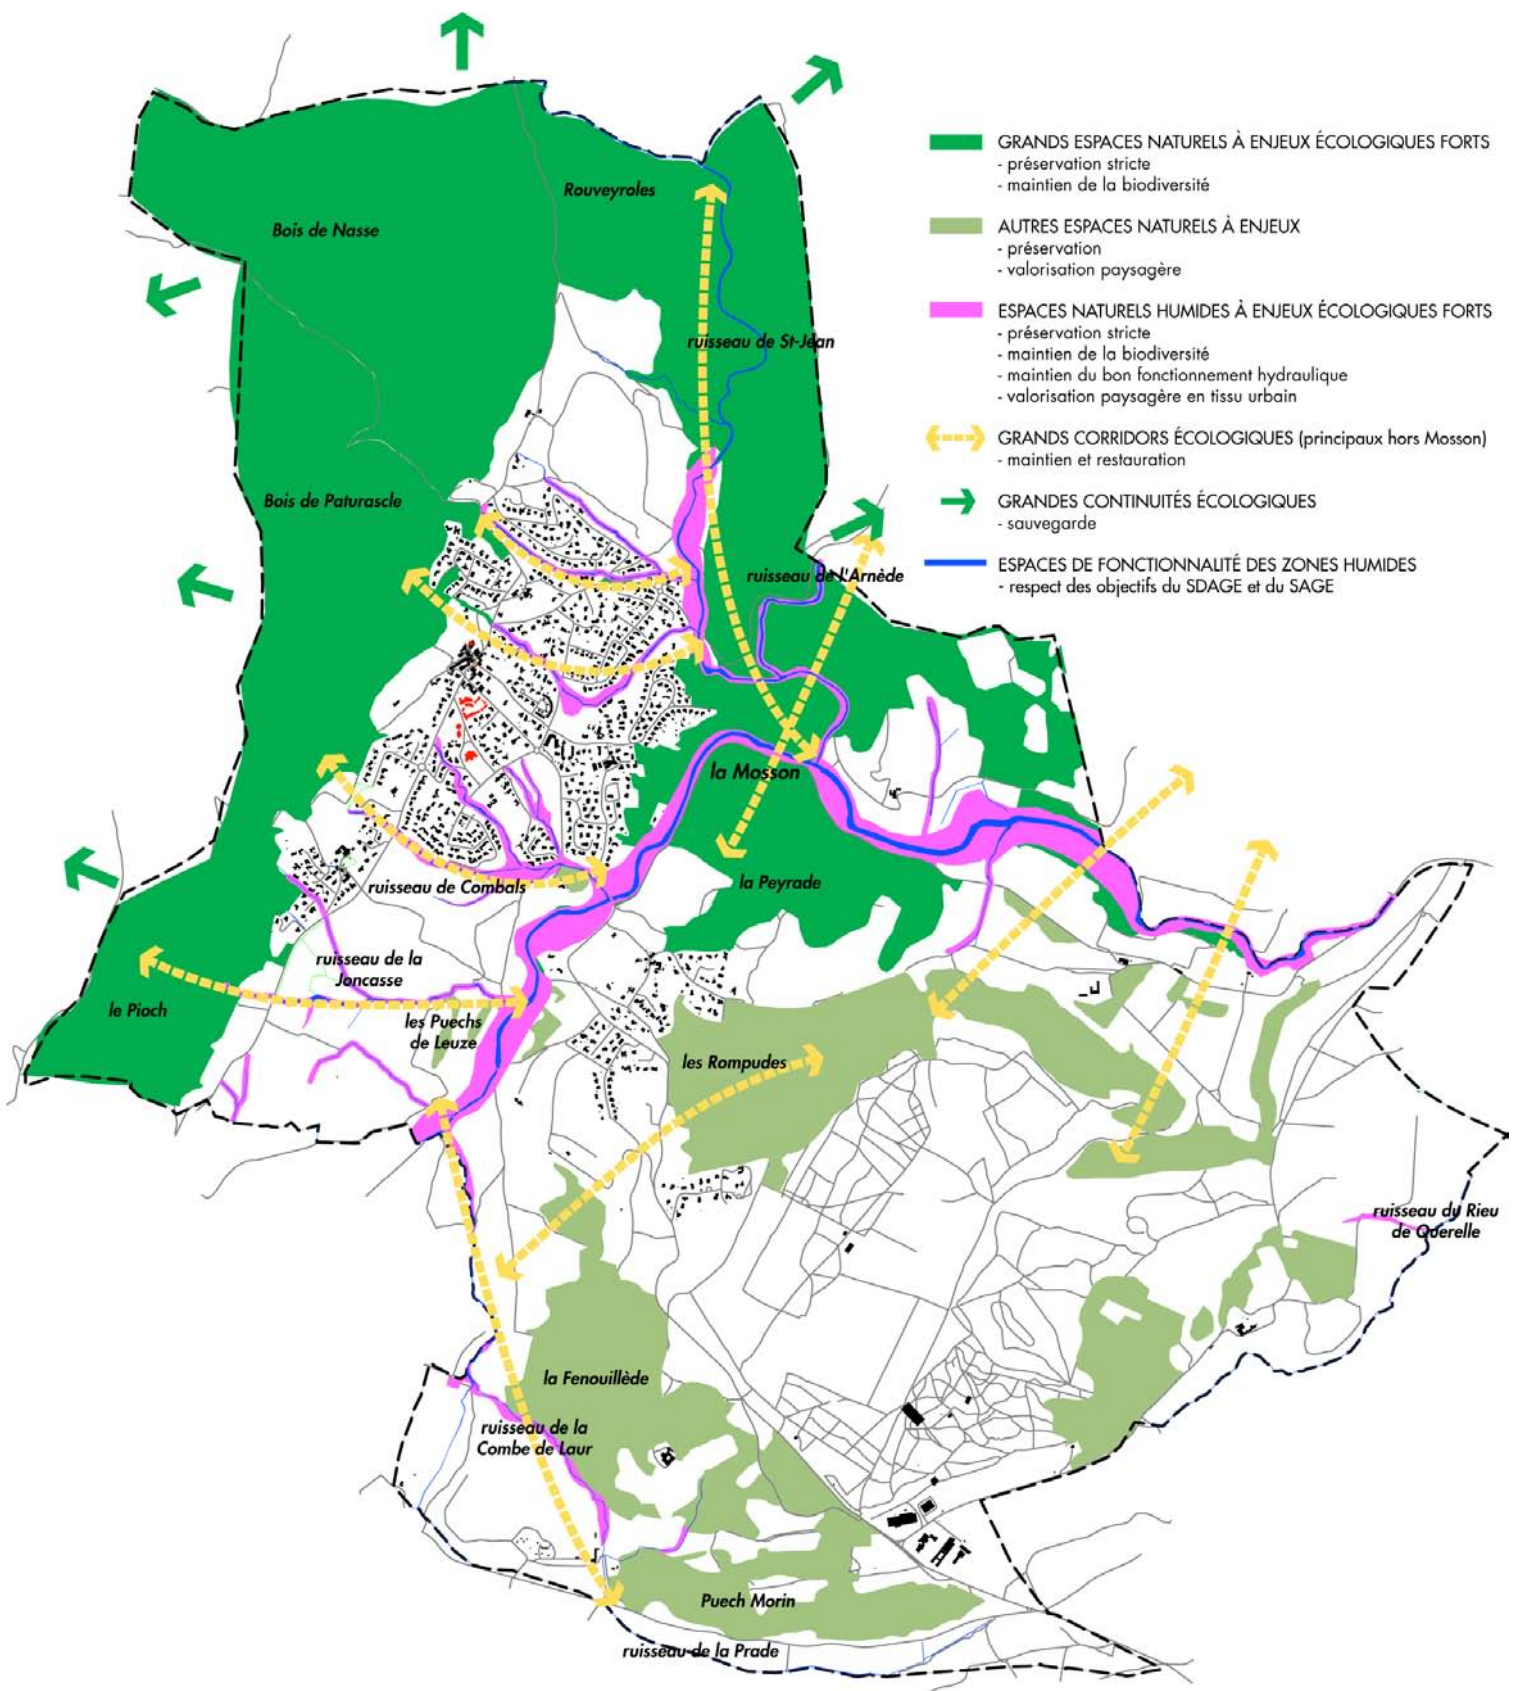 GRANDS ESPACES NATURELS À ENJEUX ÉCOLOGIQUES FORTS
- préservation stricte
- maintien de la biodiversité
AUTRES ESPACES NATURELS À ENJEUX
- préservation
- valorisation paysagère
ESPACES NATURELS HUMIDES À ENJEUX ÉCOLOGIQUES FORTS
- préservation stricte
- maintien de la biodiversité
- maintien du bon fonctionnement hydraulique
- valorisation paysagère en tissu urbain
GRANDS CORRIDORS ÉCOLOGIQUES (principaux hors Mosson)
- maintien et restauration
GRANDES CONTINUITÉS ÉCOLOGIQUES
- sauvegarde
ESPACES DE FONCTIONNALITÉ DES ZONES HUMIDES
- respect des objectifs du SDAGE et du SAGE
Rouveyroles
Bois de Nasse
ruisseau de St-Jean
Bois de Paturascle
ruisseau de l'Arnède
la Mosson
la Peyrade
ruisseau de Combals
ruisseau de la
Joncasse
le Pioch
les Puechs
de Leuze
les Rompudes
ruisseau du Rieu
de Querelle
la Fenouillède
ruisseau de la
Combe de Laur
Puech Morin
ruisseau de la Prade